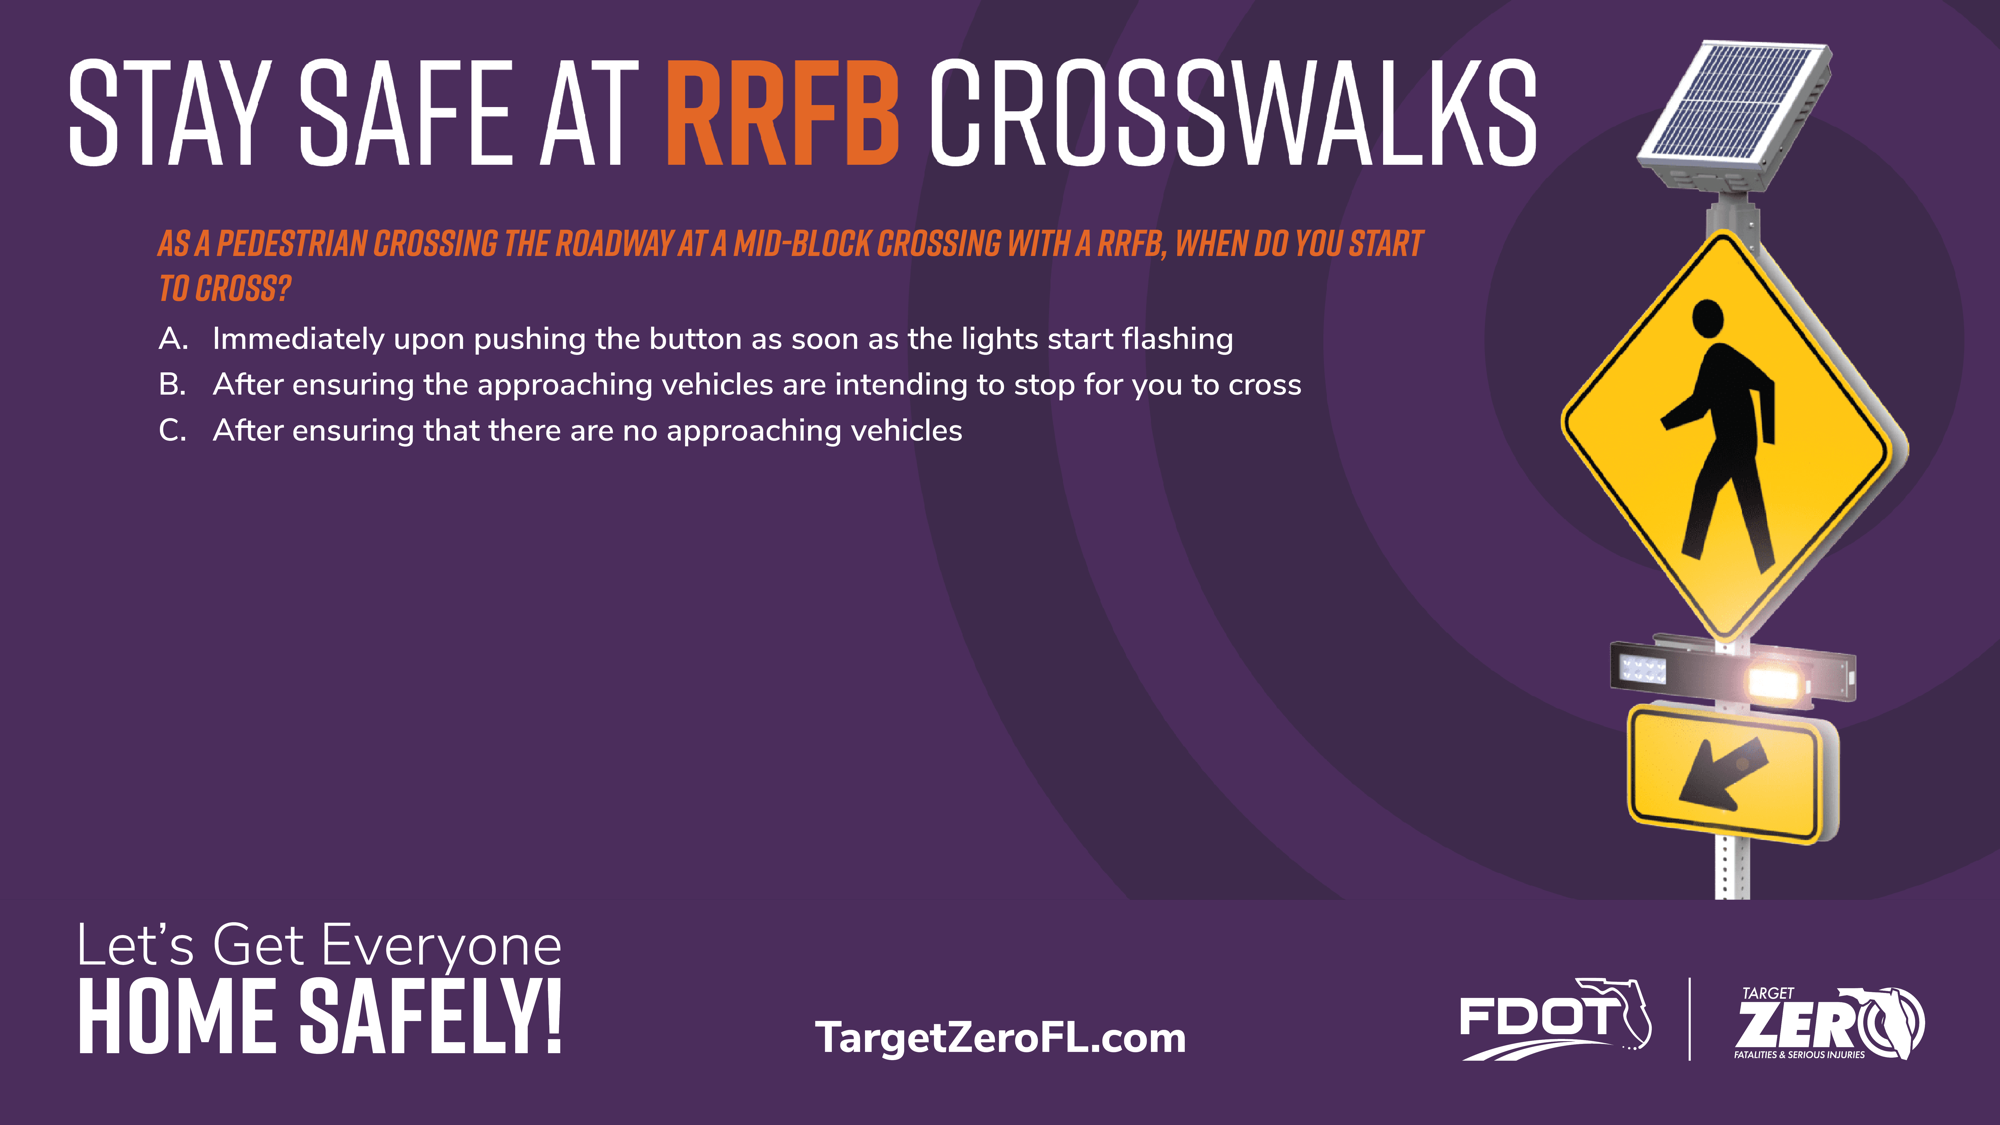 STAY SAFE AT RRFB CROSSWALKS
AS A PEDESTRIAN CROSSING THE ROADWAY AT A MID-BLOCK CROSSING WITH A RRFB, WHEN DO YOU START
TO CROSS?
A. Immediately upon pushing the button as soon as the lights start flashing
B. After ensuring the approaching vehicles are intending to stop for you to cross
C. After ensuring that there are no approaching vehicles
Let's Get Everyone
HOME SAFELY!
TargetZeroFL.com
FDOT
TARGET
ZERO
FATALITIES & SERIOUS INJURIES